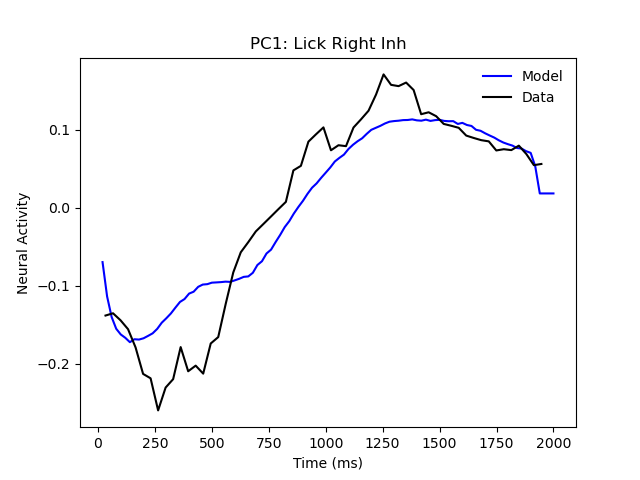 PC1: Lick Right Inh
Model
Data
0.1
0.0
−0.1
−0.2
Neural Activity
0 250 500 750 1000 1250 1500 1750 2000
Time (ms)